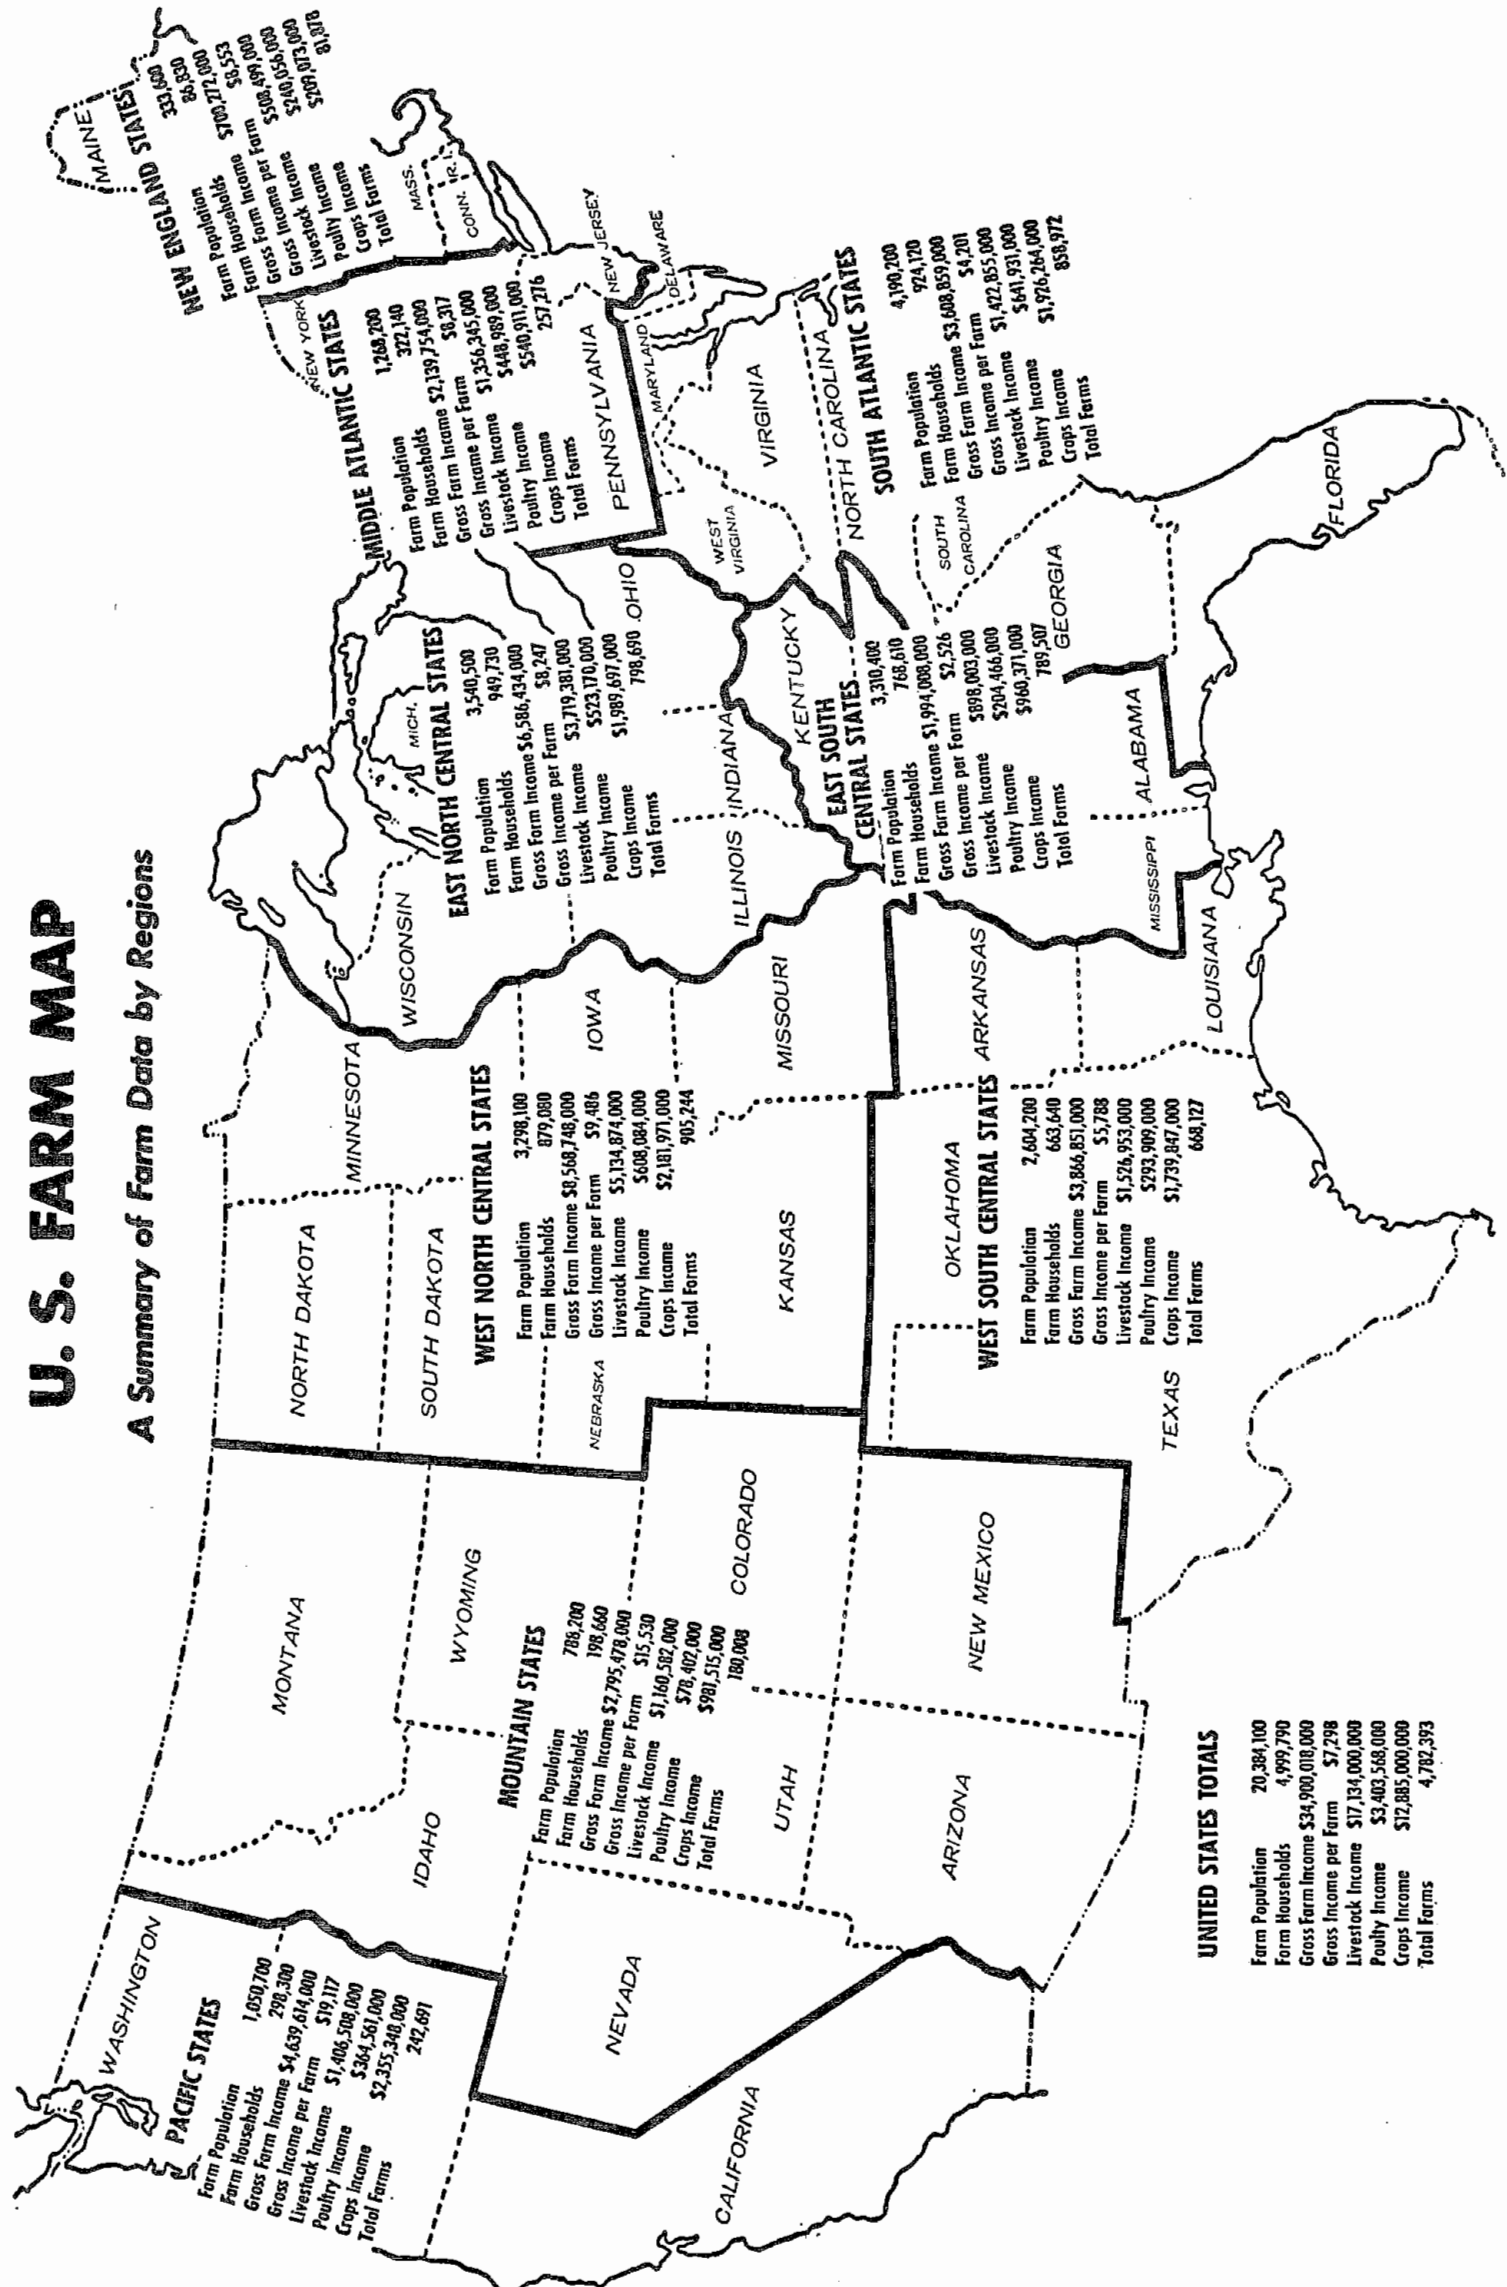 U. S. FARM MAP
A Summary of Farm Data by Regions
WASHINGTON
PACIFIC STATES
Farm Population 1,050,700
Farm Households 298,300
Gross Farm Income $4,639,614,000
Gross Income per Farm $19,117
Livestock Income $1,406,508,000
Poultry Income $364,561,000
Crops Income $2,355,348,000
Total Farms 242,691
CALIFORNIA
NEVADA
IDAHO
MONTANA
WYOMING
MOUNTAIN STATES
Farm Population 788,200
Farm Households 198,660
Gross Farm Income $2,795,478,000
Gross Income per Farm $15,530
Livestock Income $1,160,582,000
Poultry Income $78,402,000
Crops Income $981,515,000
Total Farms 180,008
UTAH
COLORADO
ARIZONA
NEW MEXICO
NORTH DAKOTA
MINNESOTA
SOUTH DAKOTA
WEST NORTH CENTRAL STATES
Farm Population 3,298,100
Farm Households 879,080
Gross Farm Income $8,568,748,000
Gross Income per Farm $9,486
Livestock Income $5,134,874,000
Poultry Income $608,084,000
Crops Income $2,181,971,000
Total Farms 905,244
NEBRASKA
IOWA
KANSAS
MISSOURI
OKLAHOMA
ARKANSAS
WEST SOUTH CENTRAL STATES
Farm Population 2,604,200
Farm Households 663,640
Gross Farm Income $3,866,851,000
Gross Income per Farm $5,788
Livestock Income $1,526,953,000
Poultry Income $293,909,000
Crops Income $1,739,847,000
Total Farms 668,127
TEXAS
LOUISIANA
WISCONSIN
MICH.
EAST NORTH CENTRAL STATES
Farm Population 3,540,500
Farm Households 949,730
Gross Farm Income $6,586,434,000
Gross Income per Farm $8,247
Livestock Income $3,719,381,000
Poultry Income $523,170,000
Crops Income $1,989,697,000
Total Farms 798,690
OHIO
ILLINOIS
INDIANA
KENTUCKY
EAST SOUTH
CENTRAL STATES
Farm Population 3,310,400
Farm Households 768,610
Gross Farm Income $1,994,008,000
Gross Income per Farm $2,526
Livestock Income $898,003,000
Poultry Income $204,466,000
Crops Income $960,371,000
Total Farms 789,507
MISSISSIPPI
ALABAMA
MAINE
NEW ENGLAND STATES
Farm Population 333,600
Farm Households 86,830
Gross Farm Income $700,272,000
Gross Income per Farm $8,553
Livestock Income $508,499,000
Poultry Income $240,056,000
Crops Income $209,073,000
Total Farms 81,878
MASS.
CONN.
R. I.
NEW YORK
MIDDLE ATLANTIC STATES
Farm Population 1,268,200
Farm Households 322,140
Gross Farm Income $2,139,754,000
Gross Income per Farm $8,317
Livestock Income $1,356,345,000
Poultry Income $448,989,000
Crops Income $540,911,000
Total Farms 257,276
PENNSYLVANIA
NEW JERSEY
MARYLAND
DELAWARE
WEST
VIRGINIA
VIRGINIA
NORTH CAROLINA
SOUTH ATLANTIC STATES
Farm Population 4,190,200
Farm Households 924,120
Gross Farm Income $3,608,859,000
Gross Income per Farm $4,201
Livestock Income $1,422,855,000
Poultry Income $641,931,000
Crops Income $1,926,264,000
Total Farms 858,972
SOUTH
CAROLINA
GEORGIA
FLORIDA
UNITED STATES TOTALS
Farm Population 20,384,100
Farm Households 4,999,790
Gross Farm Income $34,900,018,000
Gross Income per Farm $7,298
Livestock Income $17,134,000,000
Poulty Income $3,403,568,000
Crops Income $12,885,000,000
Total Farms 4,782,393